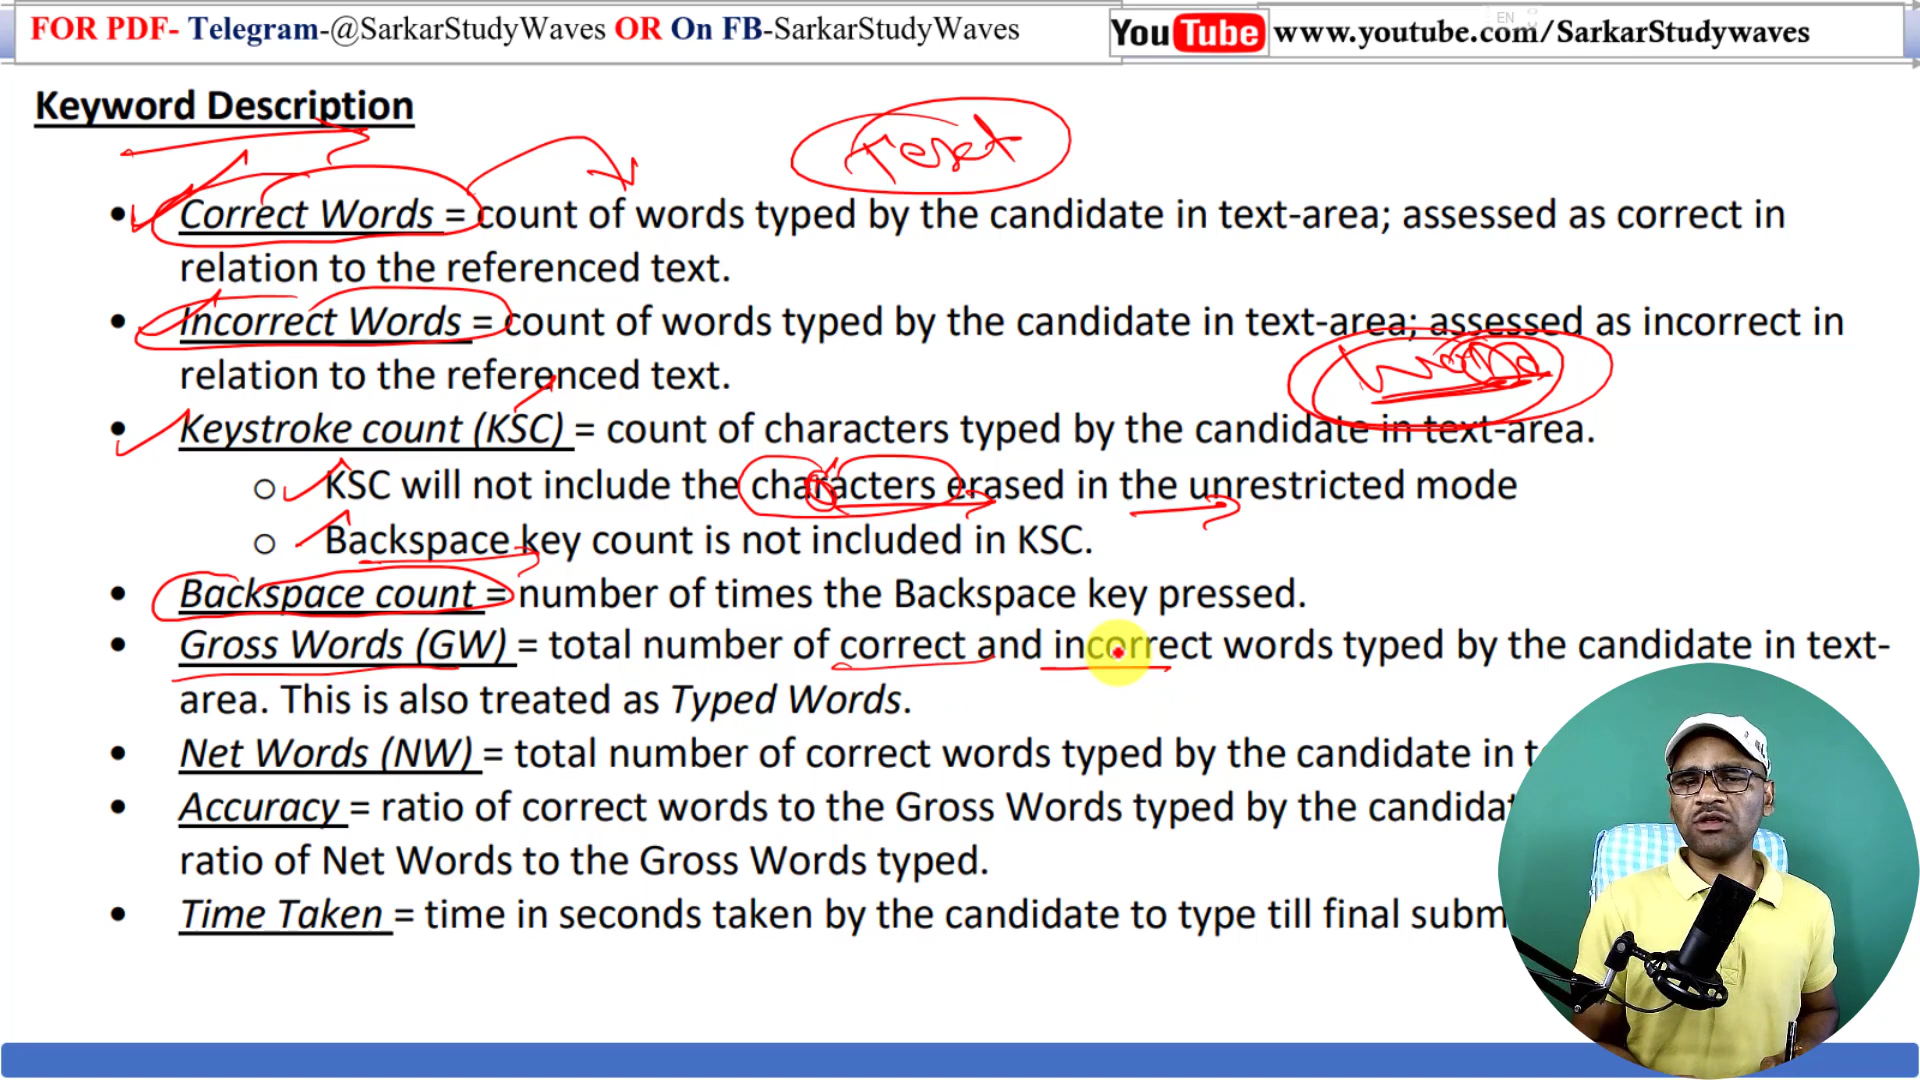 FOR PDF- Telegram-@SarkarStudyWaves OR On FB-SarkarStudyWaves
YouTube www.youtube.com/SarkarStudywaves
EN
Keyword Description
Terest
• Correct Words = count of words typed by the candidate in text-area; assessed as correct in
relation to the referenced text.
• Incorrect Words = count of words typed by the candidate in text-area; assessed as incorrect in
relation to the referenced text.
• Keystroke count (KSC) = count of characters typed by the candidate in text-area.
o KSC will not include the characters erased in the unrestricted mode
o Backspace key count is not included in KSC.
• Backspace count = number of times the Backspace key pressed.
• Gross Words (GW) = total number of correct and incorrect words typed by the candidate in text-
area. This is also treated as Typed Words.
• Net Words (NW) = total number of correct words typed by the candidate in
• Accuracy = ratio of correct words to the Gross Words typed by the
ratio of Net Words to the Gross Words typed.
• Time Taken = time in seconds taken by the candidate to type till final